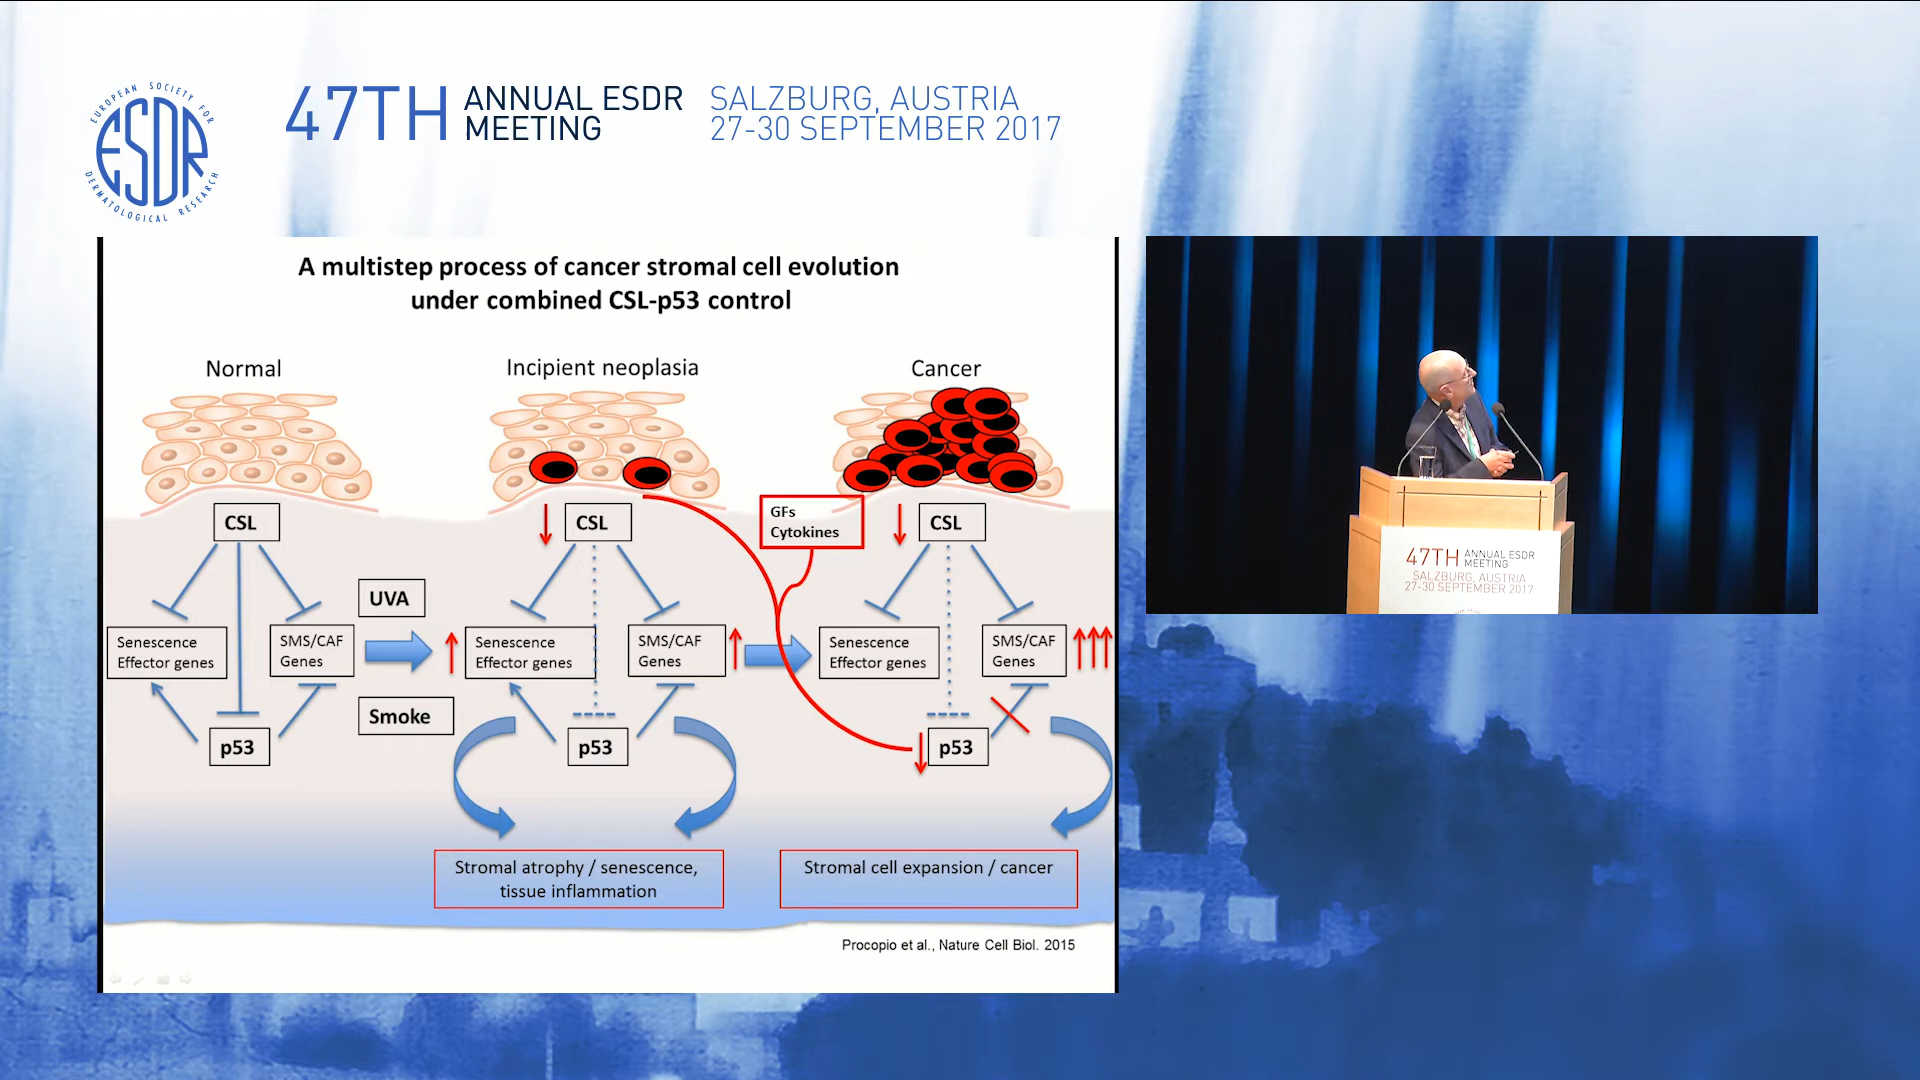 EUROPEAN SOCIETY FOR
ESDR
DERMATOLOGICAL RESEARCH
47TH
ANNUAL ESDR
MEETING
SALZBURG, AUSTRIA
27-30 SEPTEMBER 2017
A multistep process of cancer stromal cell evolution
under combined CSL-p53 control
Normal
Incipient neoplasia
Cancer
CSL
CSL
GFs
Cytokines
CSL
UVA
Senescence
Effector genes
SMS/CAF
Genes
Senescence
Effector genes
SMS/CAF
Genes
Senescence
Effector genes
SMS/CAF
Genes
Smoke
p53
p53
p53
Stromal atrophy / senescence,
tissue inflammation
Stromal cell expansion / cancer
Procopio et al., Nature Cell Biol. 2015
47TH
ANNUAL ESDR
MEETING
SALZBURG, AUSTRIA
27-30 SEPTEMBER 2017